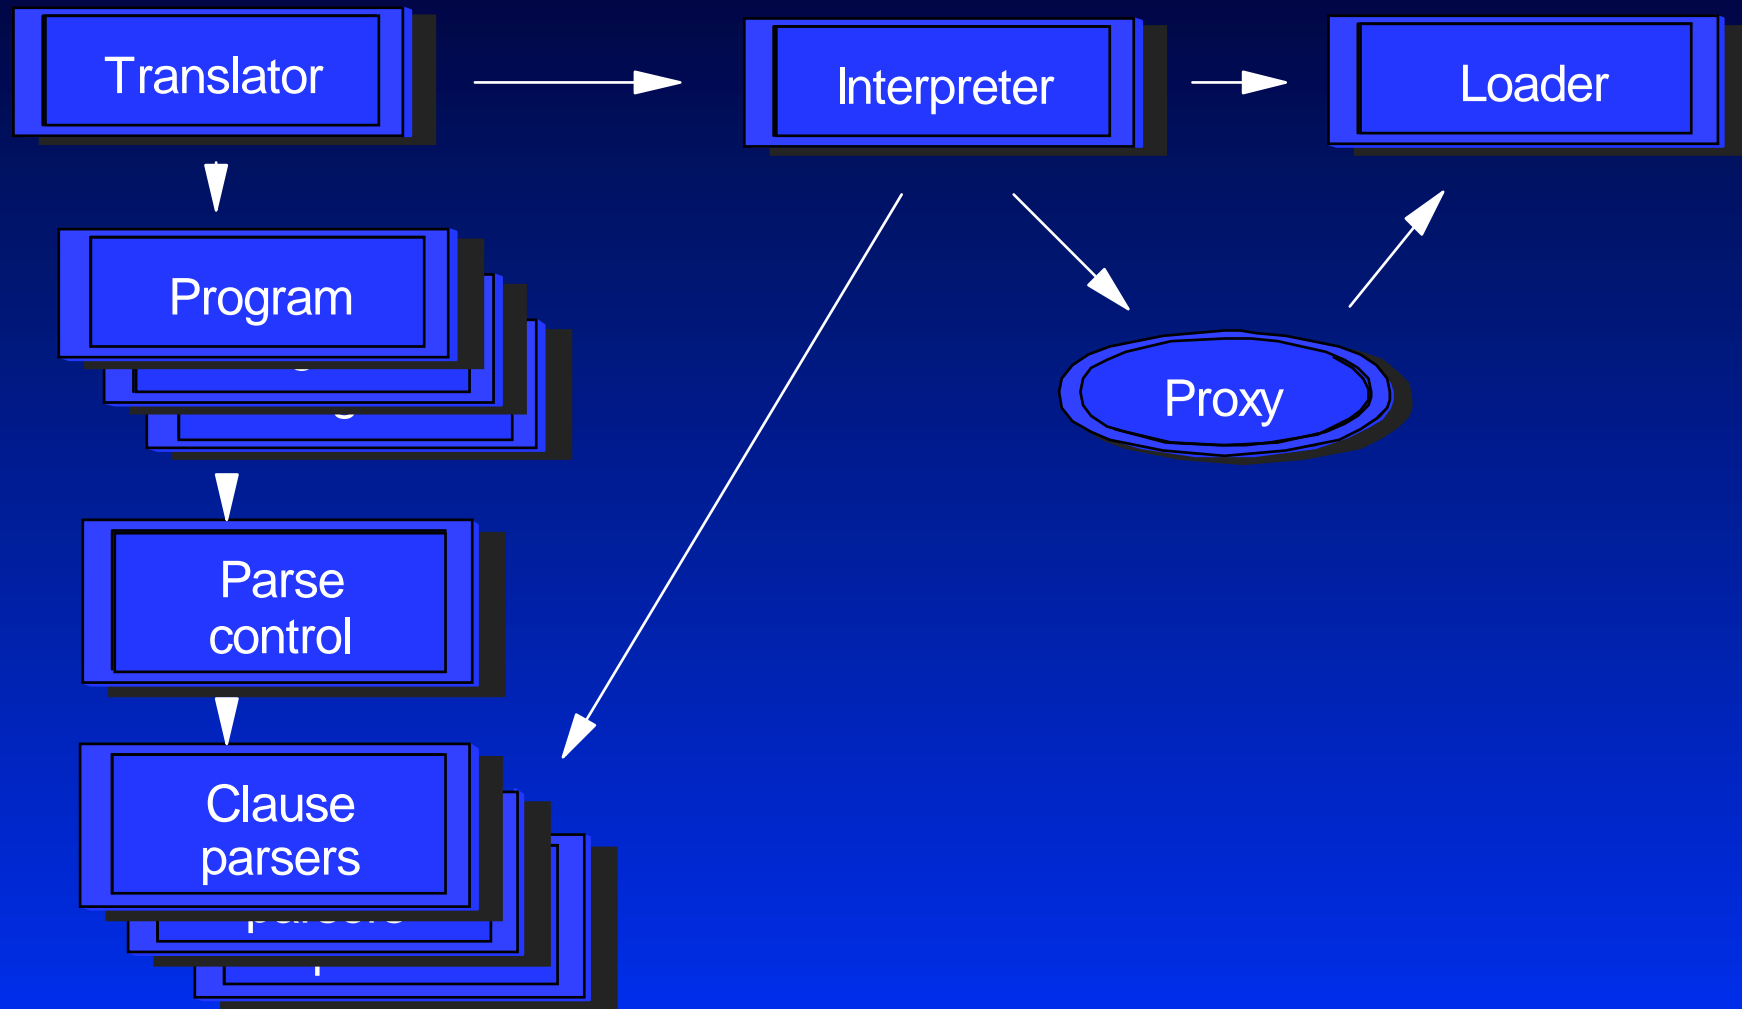 Translator
Interpreter
Loader
Program
Proxy
Parse
control
Clause
parsers